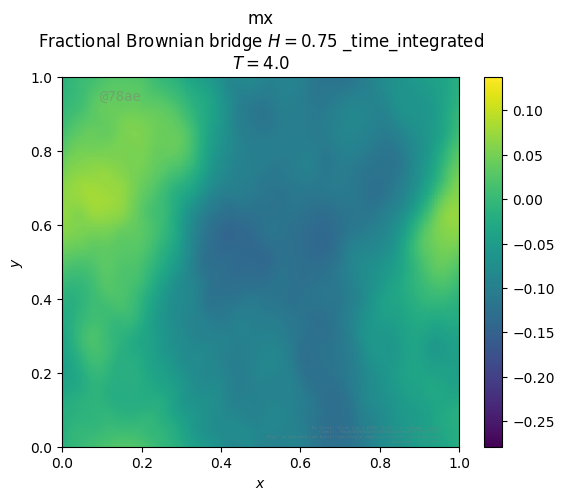 mx
Fractional Brownian bridge H = 0.75 _time_integrated
T = 4.0
@78ae
1.0
0.8
0.6
0.4
0.2
0.0
y
0.0 0.2 0.4 0.6 0.8 1.0
x
0.10
0.05
0.00
−0.05
−0.10
−0.15
−0.20
−0.25